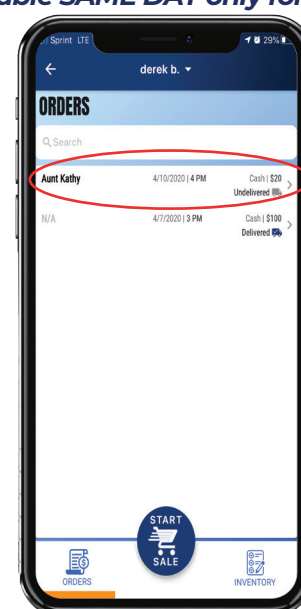 SAME DAY only for
Sprint LTE 29%
derek b.
ORDERS
Search
Aunt Kathy 4/10/2020 | 4 PM Cash | $20
Undelivered
N/A 4/7/2020 | 3 PM Cash | $100
Delivered
START
SALE
ORDERS INVENTORY